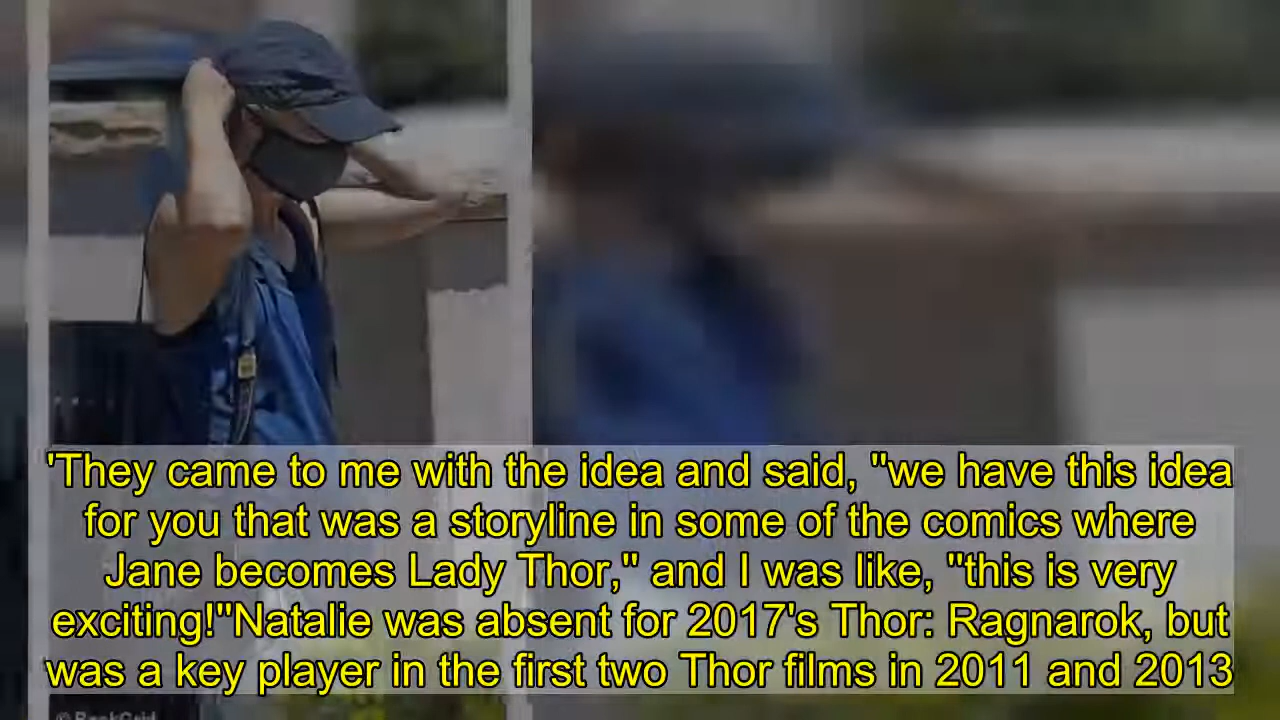 'They came to me with the idea and said, "we have this idea
for you that was a storyline in some of the comics where
Jane becomes Lady Thor," and I was like, "this is very
exciting!"Natalie was absent for 2017's Thor: Ragnarok, but
was a key player in the first two Thor films in 2011 and 2013